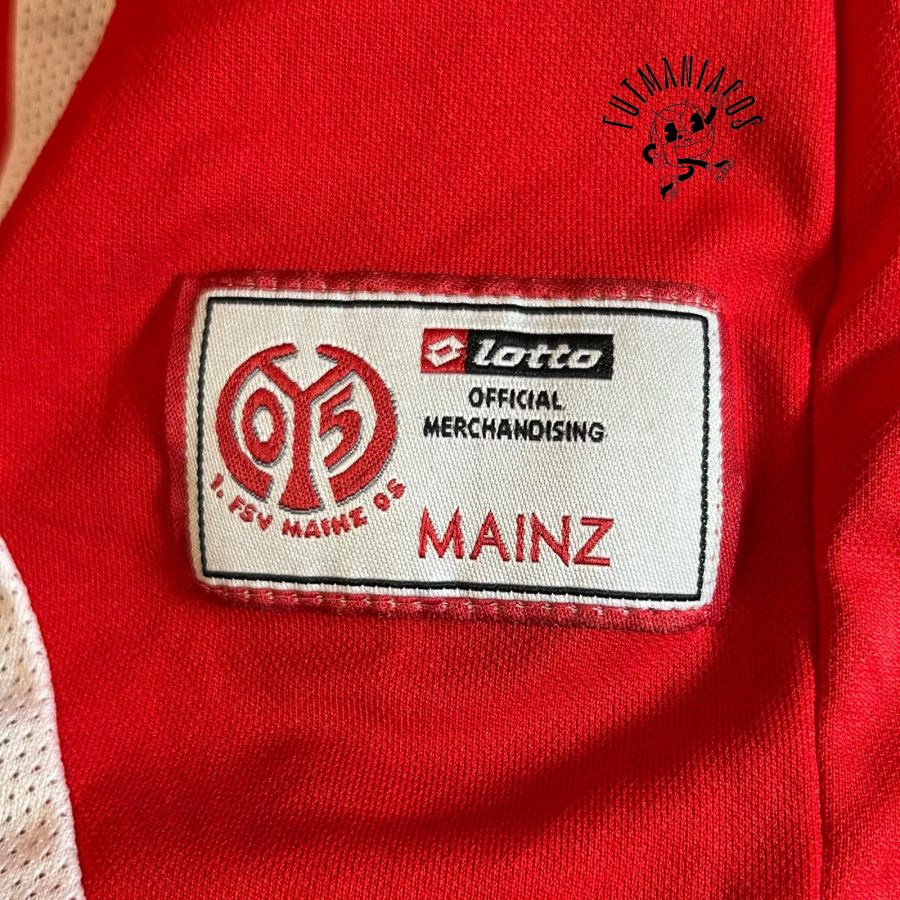 FUTMANIACOS
lotto
OFFICIAL
MERCHANDISING
05
1. FSV MAINZ 05
MAINZ